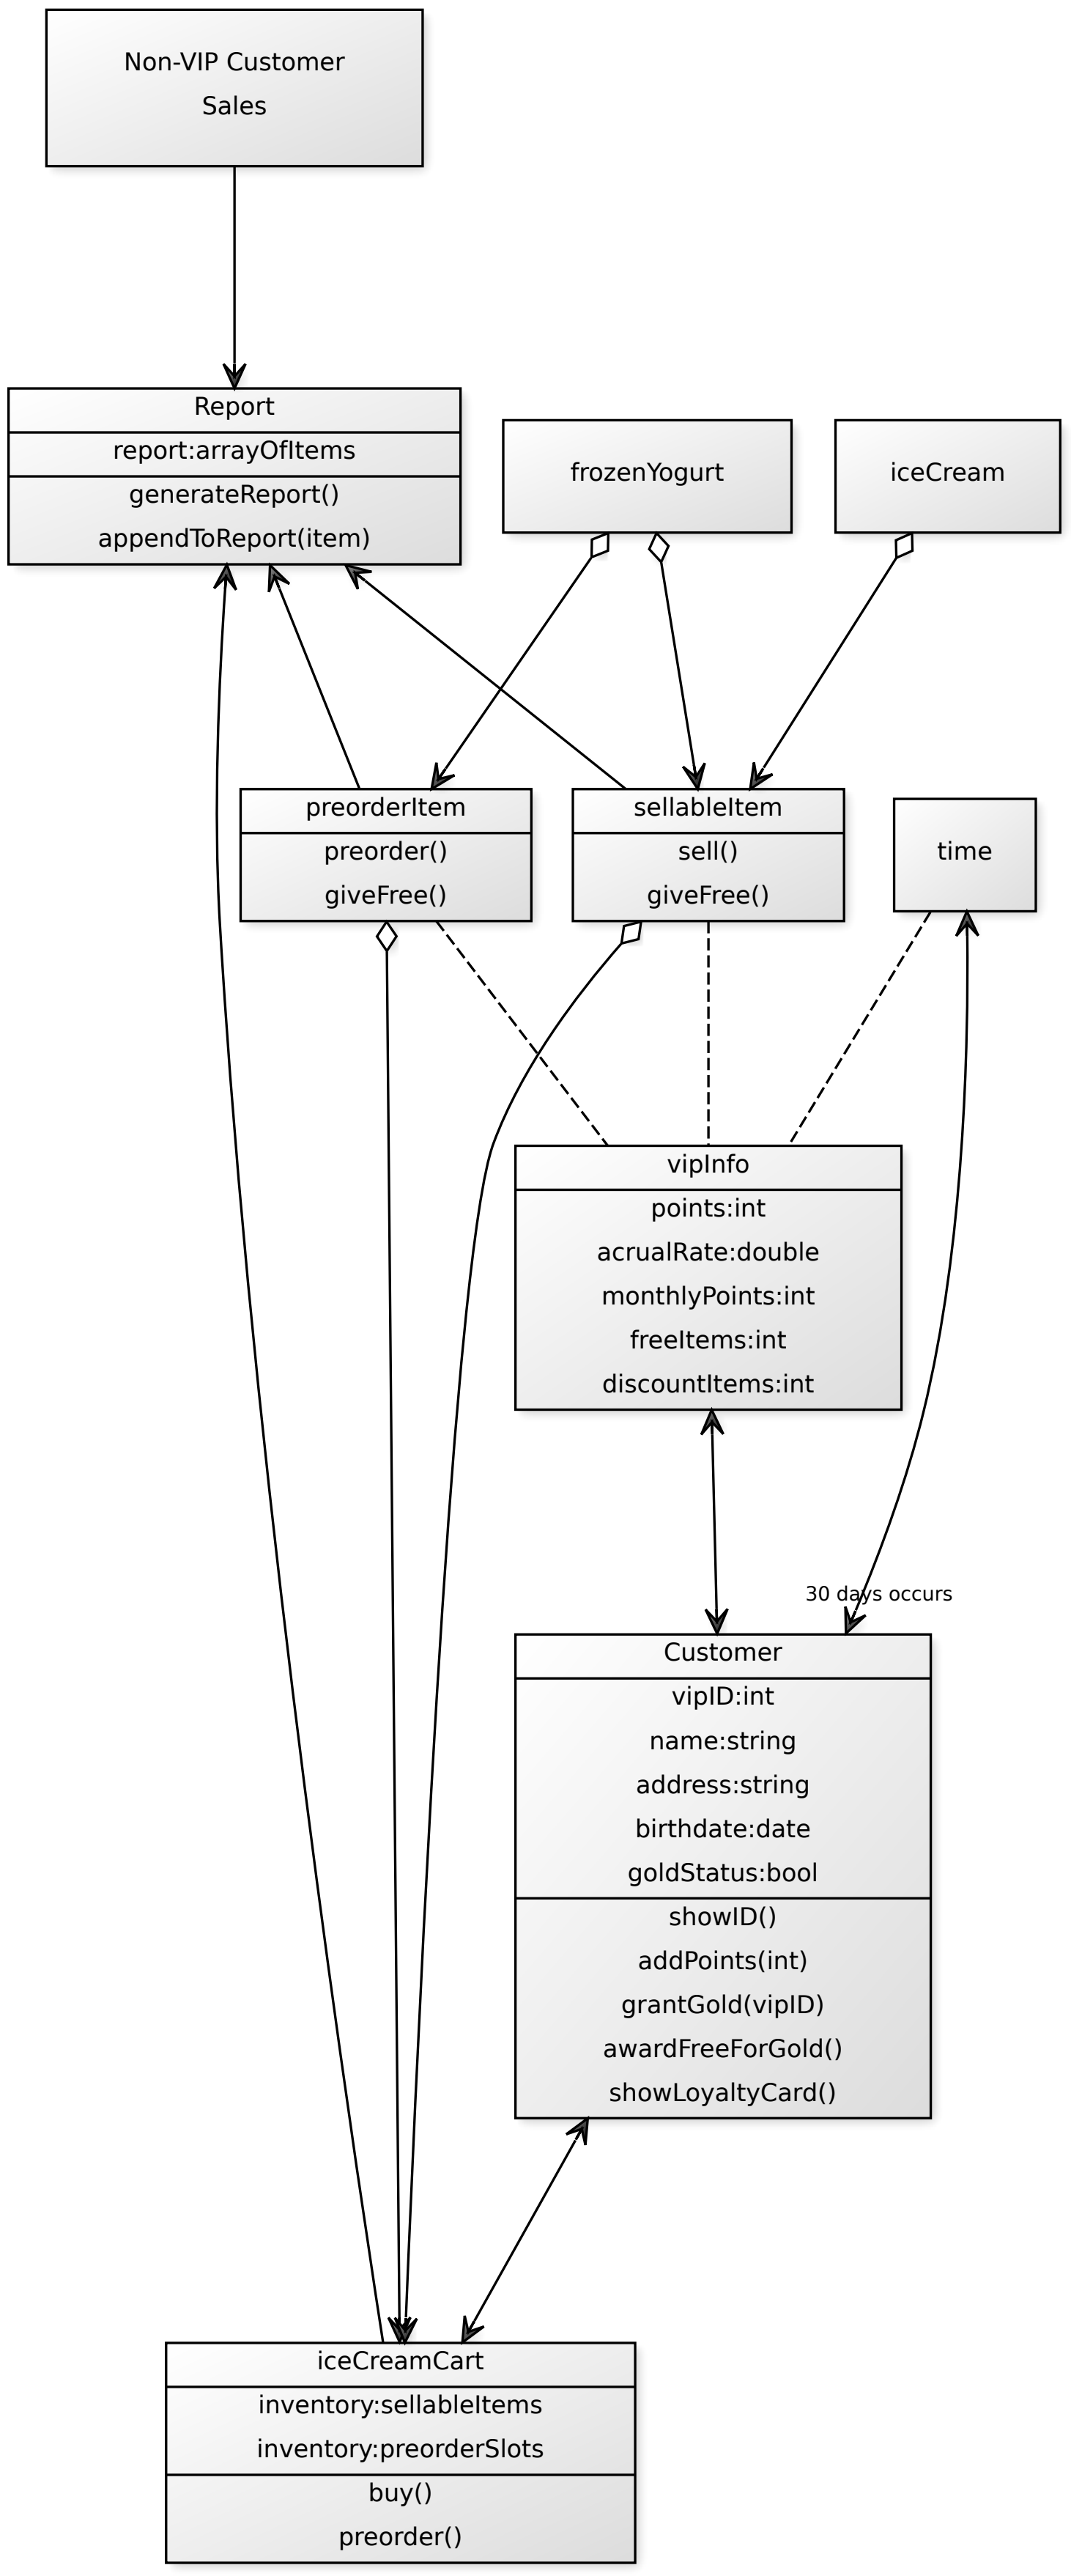 Non-VIP Customer
Sales
Report
report:arrayOfItems
generateReport()
appendToReport(item)
frozenYogurt
iceCream
preorderItem
preorder()
giveFree()
sellableItem
sell()
giveFree()
time
vipInfo
points:int
acrualRate:double
monthlyPoints:int
freeItems:int
discountItems:int
30 days occurs
Customer
vipID:int
name:string
address:string
birthdate:date
goldStatus:bool
showID()
addPoints(int)
grantGold(vipID)
awardFreeForGold()
showLoyaltyCard()
iceCreamCart
inventory:sellableItems
inventory:preorderSlots
buy()
preorder()